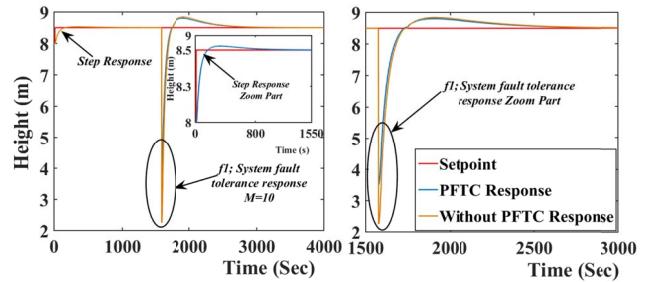 Height (m)
9
8
7
6
5
4
3
2
0
1000
2000
3000
4000
Time (Sec)
Step Response
Height (m)
9
8.5
8.3
8
0
800
1550
Time (s)
Step Response
Zoom Part
f1; System fault
tolerance response
M=10
9
8
7
6
5
4
3
2
1500
2000
2500
3000
Time (Sec)
f1;System fault tolerance
response Zoom Part
Setpoint
PFTC Response
Without PFTC Response